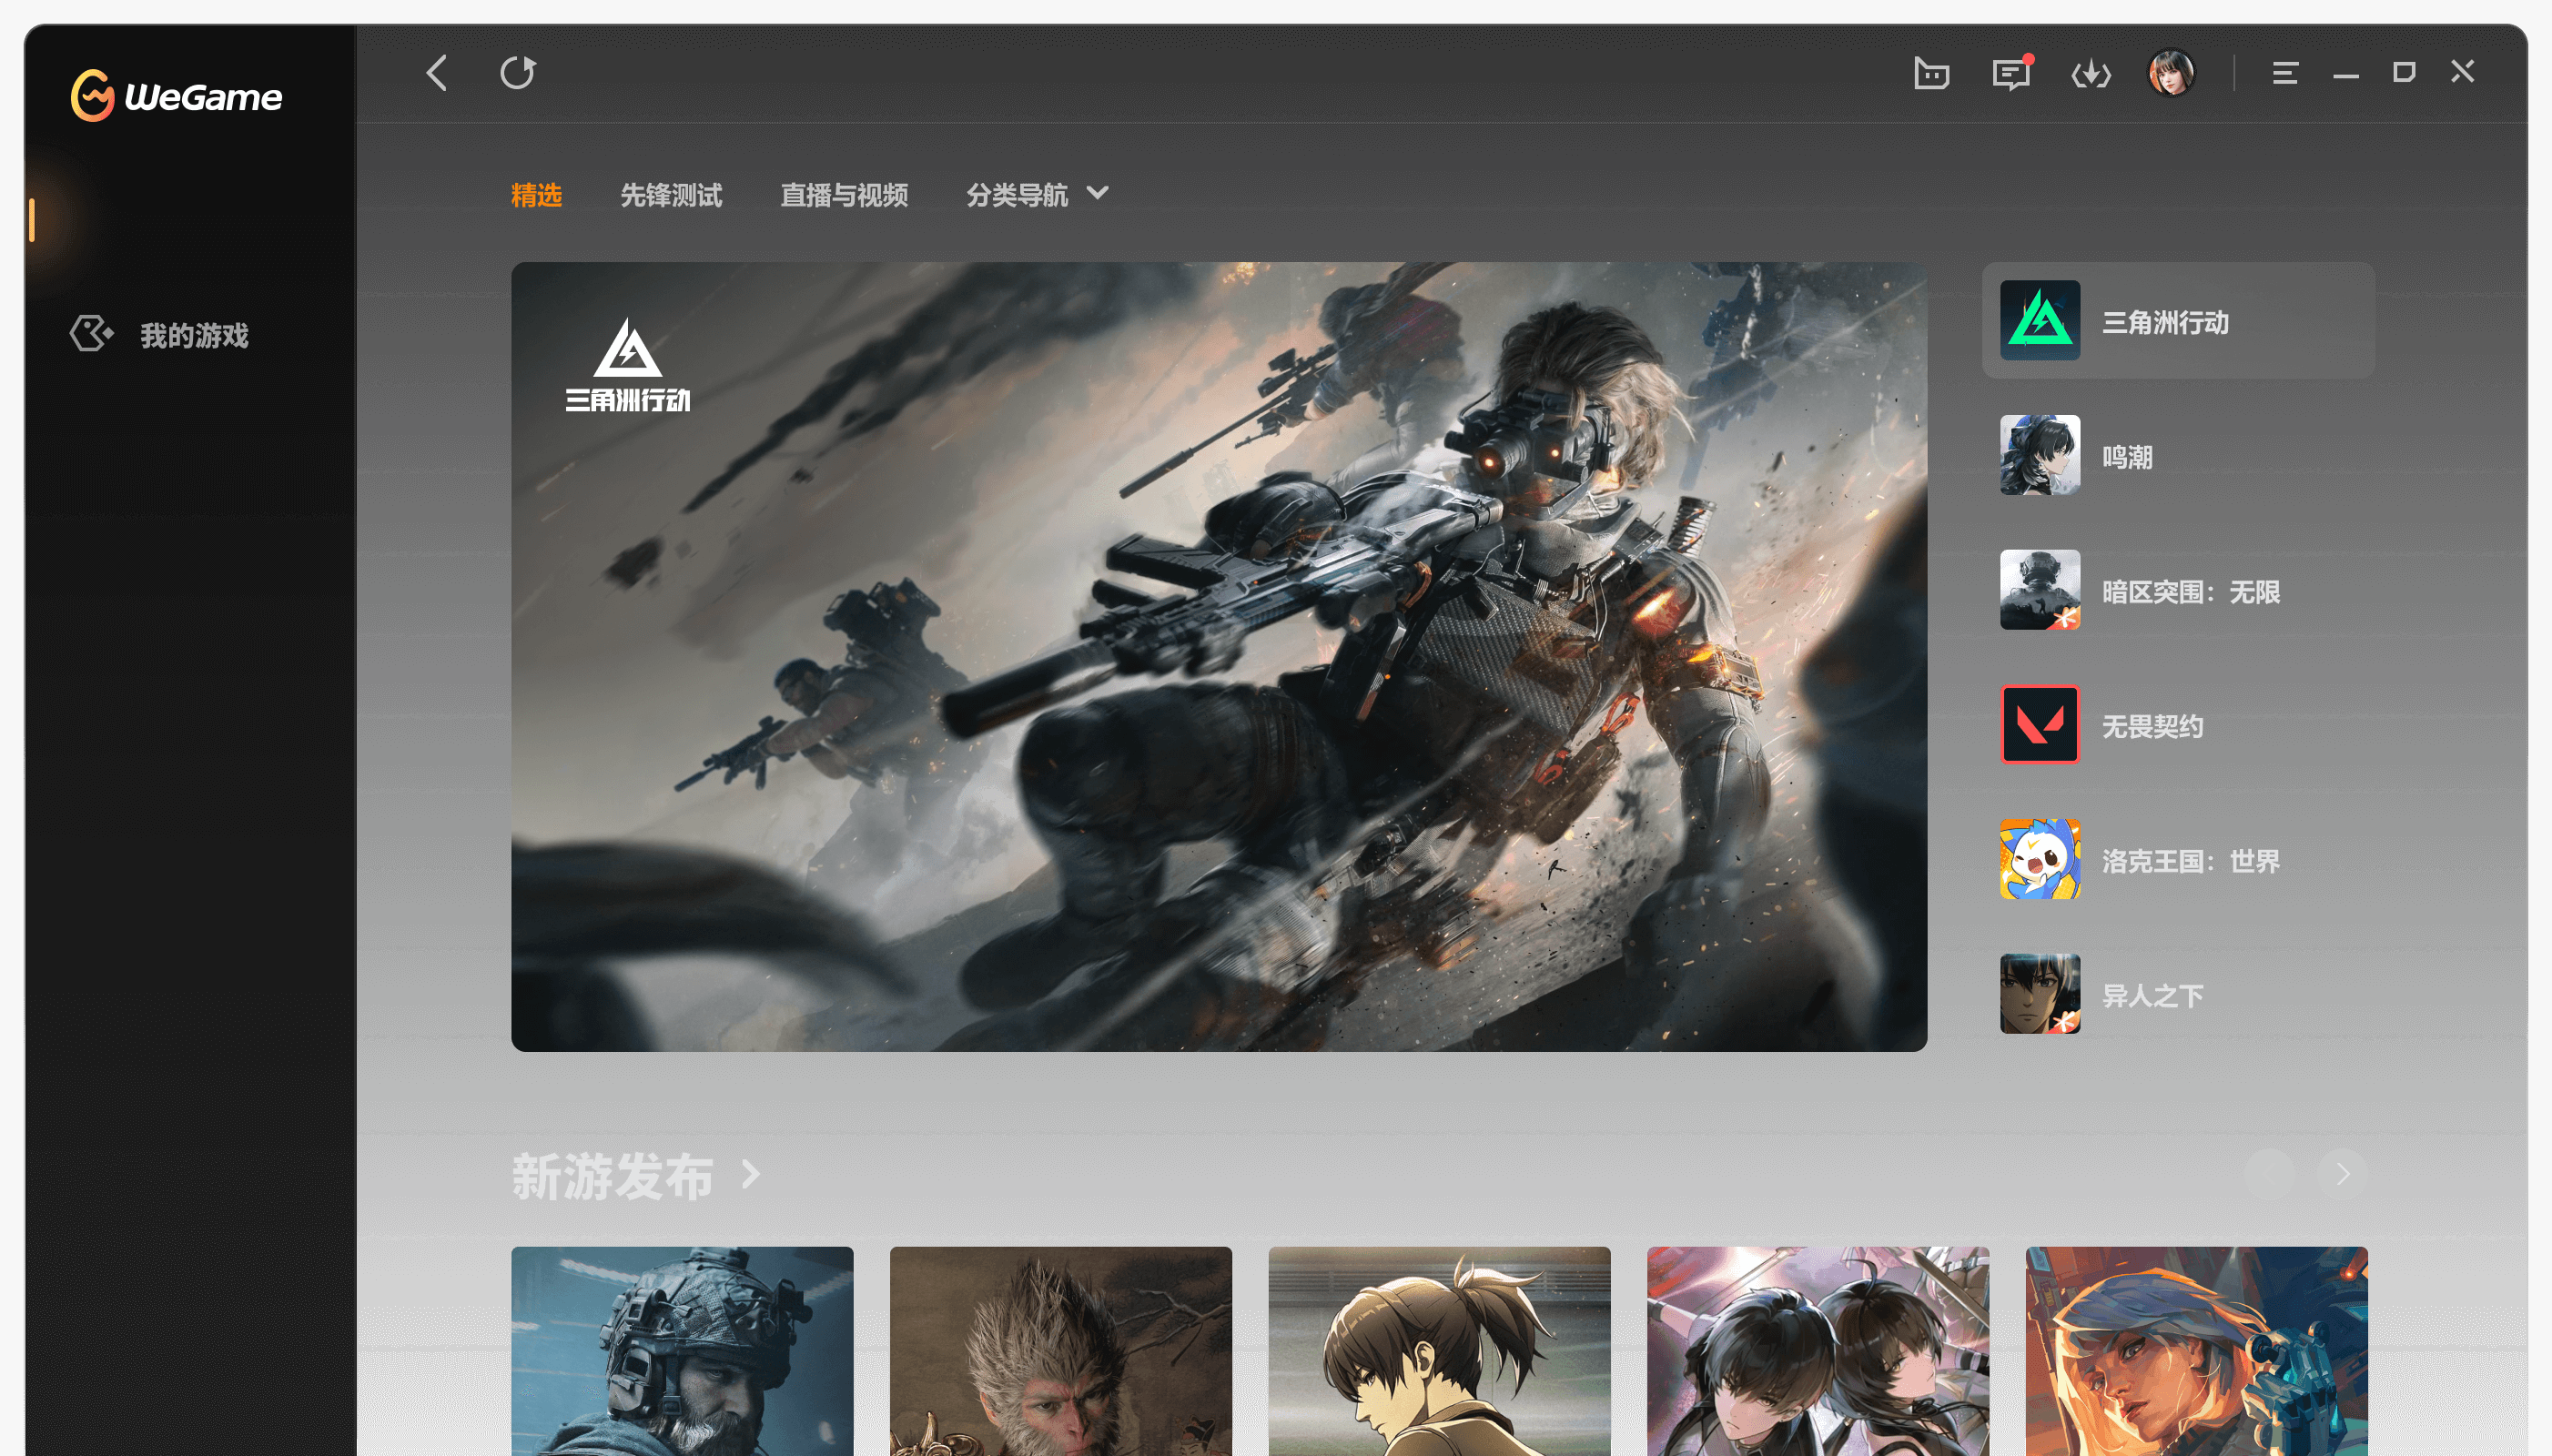 WeGame
我的游戏
精选 先锋测试 直播与视频 分类导航
三角洲行动
三角洲行动
鸣潮
暗区突围：无限
无畏契约
洛克王国：世界
异人之下
新游发布